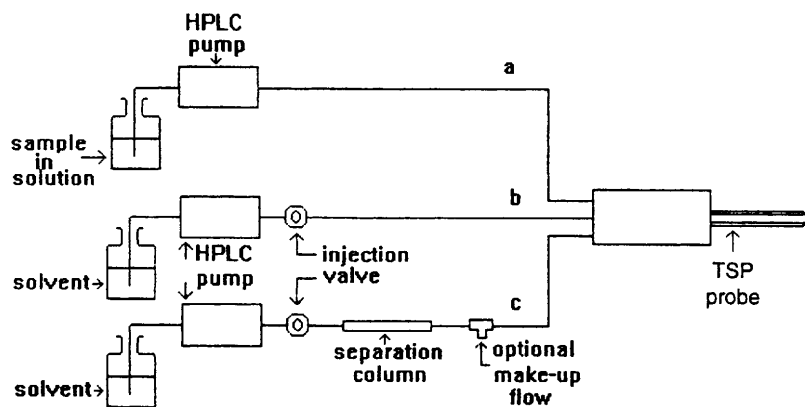 HPLC
pump
a
sample
in
solution
b
HPLC
pump
injection
valve
solvent
TSP
probe
c
separation
column
optional
make-up
flow
solvent